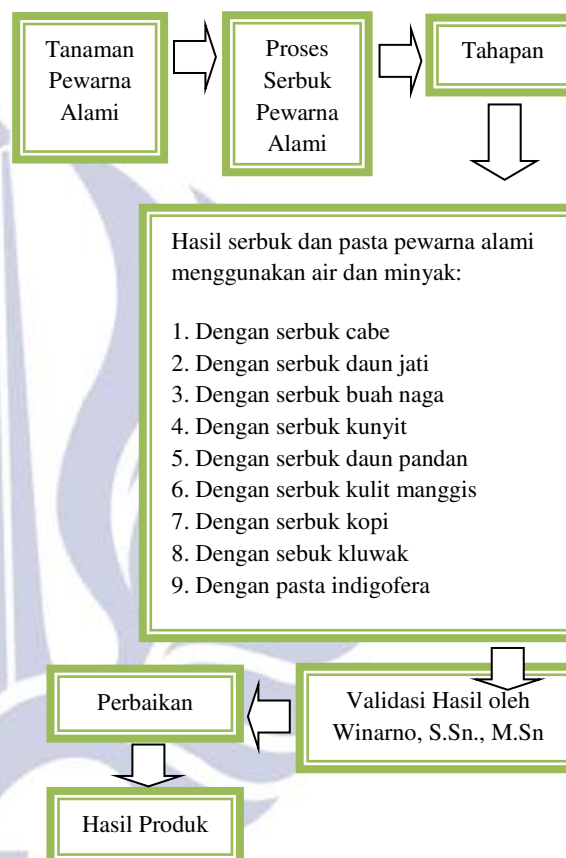 Tanaman
Pewarna
Alami
Proses
Serbuk
Pewarna
Alami
Tahapan
Hasil serbuk dan pasta pewarna alami
menggunakan air dan minyak:
1. Dengan serbuk cabe
2. Dengan serbuk daun jati
3. Dengan serbuk buah naga
4. Dengan serbuk kunyit
5. Dengan serbuk daun pandan
6. Dengan serbuk kulit manggis
7. Dengan serbuk kopi
8. Dengan sebuk kluwak
9. Dengan pasta indigofera
Validasi Hasil oleh
Winarno, S.Sn., M.Sn
Perbaikan
Hasil Produk